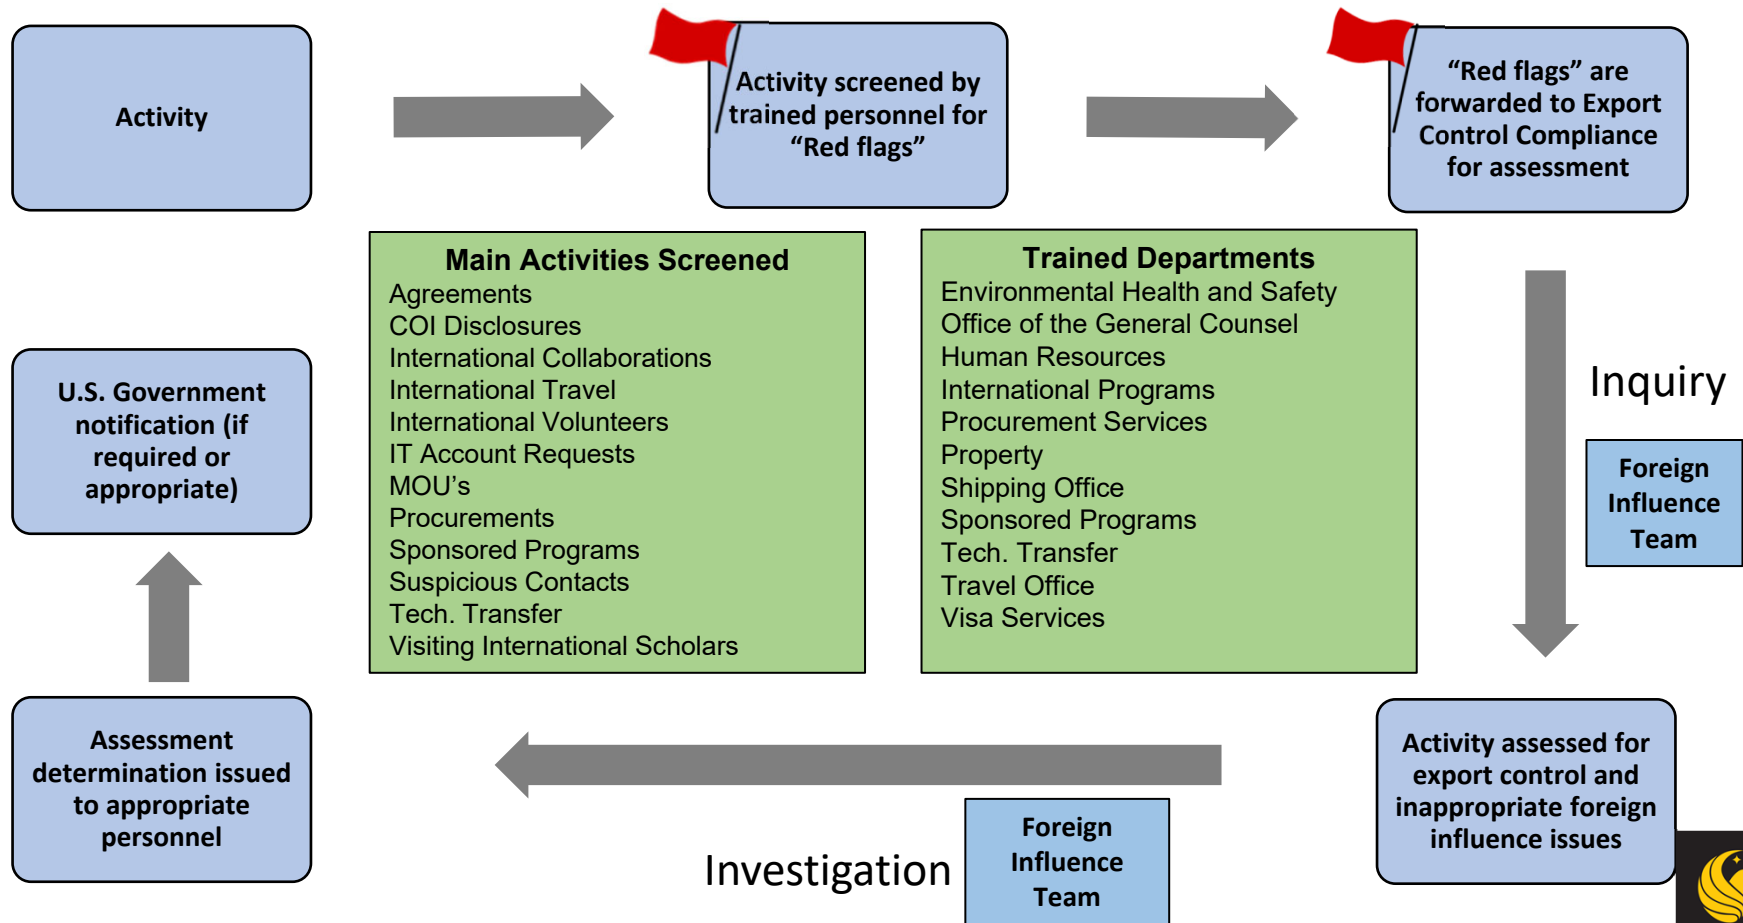 Activity
Activity screened by
trained personnel for
“Red flags”
“Red flags” are
forwarded to Export
Control Compliance
for assessment
Main Activities Screened
Agreements
COI Disclosures
International Collaborations
International Travel
International Volunteers
IT Account Requests
MOU’s
Procurements
Sponsored Programs
Suspicious Contacts
Tech. Transfer
Visiting International Scholars
Trained Departments
Environmental Health and Safety
Office of the General Counsel
Human Resources
International Programs
Procurement Services
Property
Shipping Office
Sponsored Programs
Tech. Transfer
Travel Office
Visa Services
Inquiry
Foreign
Influence
Team
Activity assessed for
export control and
inappropriate foreign
influence issues
Investigation
Foreign
Influence
Team
Assessment
determination issued
to appropriate
personnel
U.S. Government
notification (if
required or
appropriate)